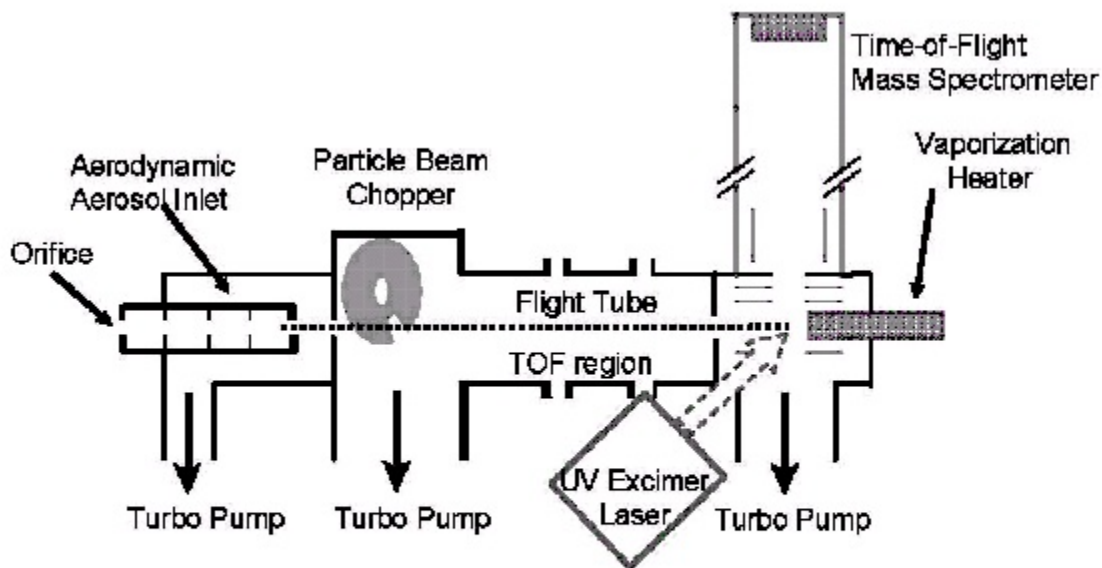 Time-of-Flight
Mass Spectrometer
Vaporization
Heater
Particle Beam
Chopper
Aerodynamic
Aerosol Inlet
Orifice
Flight Tube
TOF region
UV Excimer
Laser
Turbo Pump
Turbo Pump
Turbo Pump